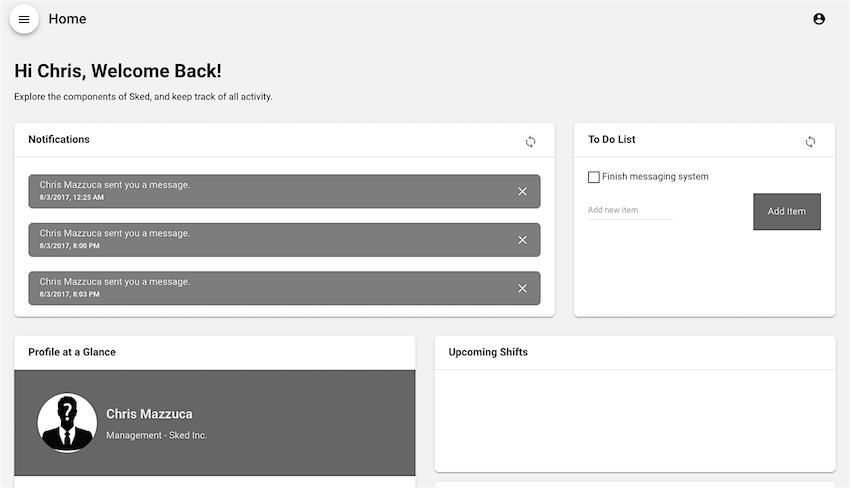 Home
Hi Chris, Welcome Back!
Explore the components of Sked, and keep track of all activity.
Notifications
Chris Mazzuca sent you a message.
8/3/2017, 12:25 AM
Chris Mazzuca sent you a message.
8/3/2017, 8:00 PM
Chris Mazzuca sent you a message.
8/3/2017, 8:03 PM
To Do List
Finish messaging system
Add new item
Add Item
Profile at a Glance
?
Chris Mazzuca
Management - Sked Inc.
Upcoming Shifts